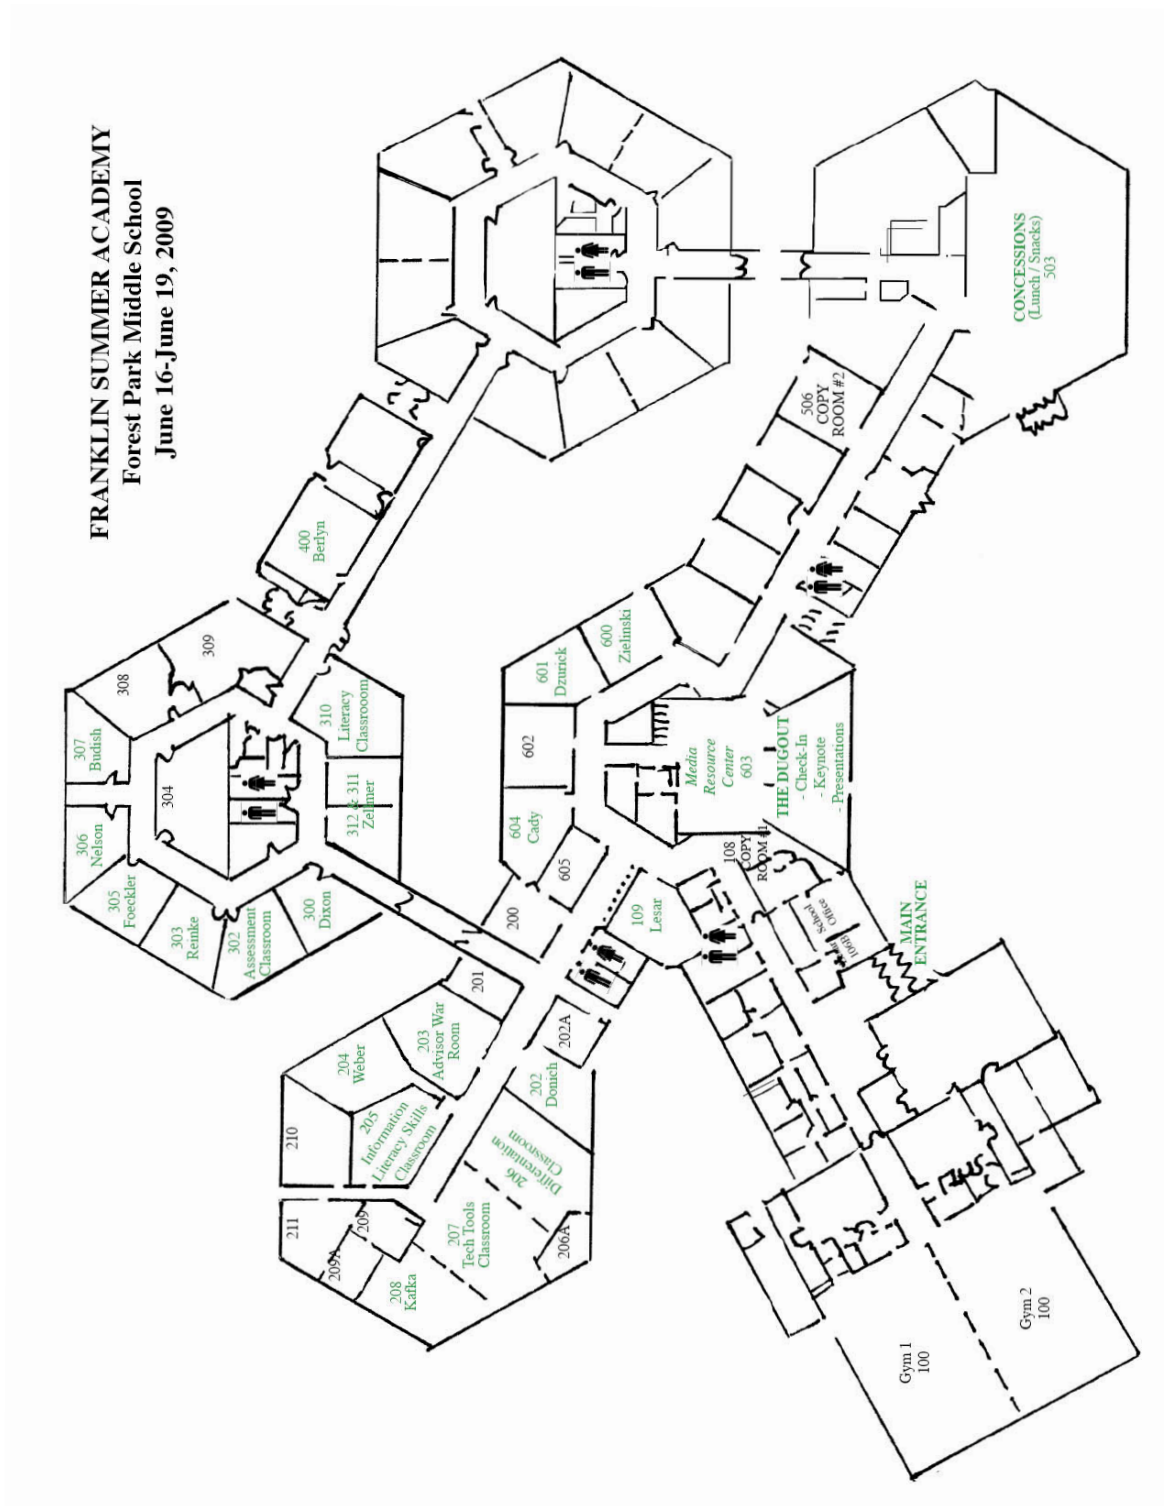 FRANKLIN SUMMER ACADEMY
Forest Park Middle School
June 16-June 19, 2009
306
Nelson
307
Budish
305
Foeckler
308
304
303
Reinke
309
302
Assessment
Classroom
300
Dixon
310
Literacy
Classrooom
312 & 311
Zellmer
400
Berlyn
211
210
209A
209
204
Weber
205
Information
Literacy Skills
Classroom
208
Kafka
203
Advisor War
Room
201
207
Tech Tools
Classroom
206
Differentation
Classroom
206A
202
Donich
202A
200
604
Cady
605
602
601
Dzurick
600
Zielinski
109
Lesar
Media
Resource
Center
603
108
COPY
ROOM #1
THE DUGOUT
- Check-In
- Keynote
- Presentations
506
COPY
ROOM #2
School
Office
106B
MAIN
ENTRANCE
CONCESSIONS
(Lunch / Snacks)
503
Gym 1
100
Gym 2
100